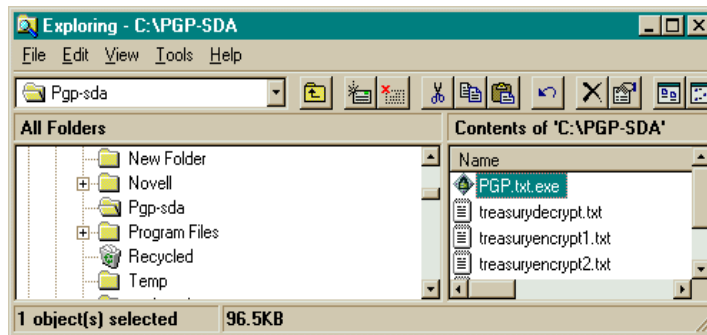 Exploring - C:\PGP-SDA
File Edit View Tools Help
Pgp-sda
All Folders
Contents of 'C:\PGP-SDA'
New Folder
Novell
Pgp-sda
Program Files
Recycled
Temp
Name
PGP.txt.exe
treasurydecrypt.txt
treasuryencrypt1.txt
treasuryencrypt2.txt
1 object(s) selected
96.5KB